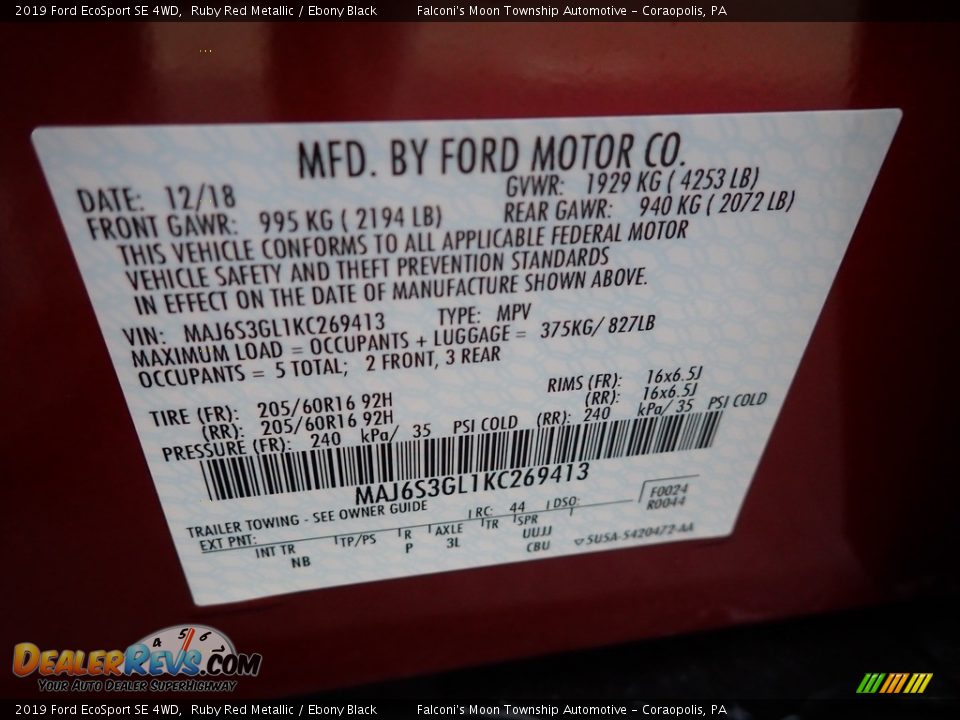 2019 Ford EcoSport SE 4WD, Ruby Red Metallic / Ebony Black Falconi's Moon Township Automotive - Coraopolis, PA
MFD. BY FORD MOTOR CO.
DATE: 12/18 GVWR: 1929 KG ( 4253 LB)
FRONT GAWR: 995 KG ( 2194 LB) REAR GAWR: 940 KG ( 2072 LB)
THIS VEHICLE CONFORMS TO ALL APPLICABLE FEDERAL MOTOR
VEHICLE SAFETY AND THEFT PREVENTION STANDARDS
IN EFFECT ON THE DATE OF MANUFACTURE SHOWN ABOVE.
VIN: MAJ6S3GL1KC269413 TYPE: MPV
MAXIMUM LOAD = OCCUPANTS + LUGGAGE = 375KG/ 827LB
OCCUPANTS = 5 TOTAL; 2 FRONT, 3 REAR
TIRE (FR): 205/60R16 92H RIMS (FR): 16x6.5J
(RR): 205/60R16 92H (RR): 16x6.5J
PRESSURE (FR): 240 kPa/ 35 PSI COLD (RR): 240 kPa/ 35 PSI COLD
MAJ6S3GL1KC269413
TRAILER TOWING - SEE OWNER GUIDE
F0024
R0044
EXT PNT: RC: 44 DSO:
INT TR TP/PS R AXLE TR SPR
NB P 3L UUJJ
CBU
5U5A-5420472-AA
4 5 6
DEALERREVS.COM
YOUR AUTO DEALER SUPERHIGHWAY
2019 Ford EcoSport SE 4WD, Ruby Red Metallic / Ebony Black Falconi's Moon Township Automotive - Coraopolis, PA